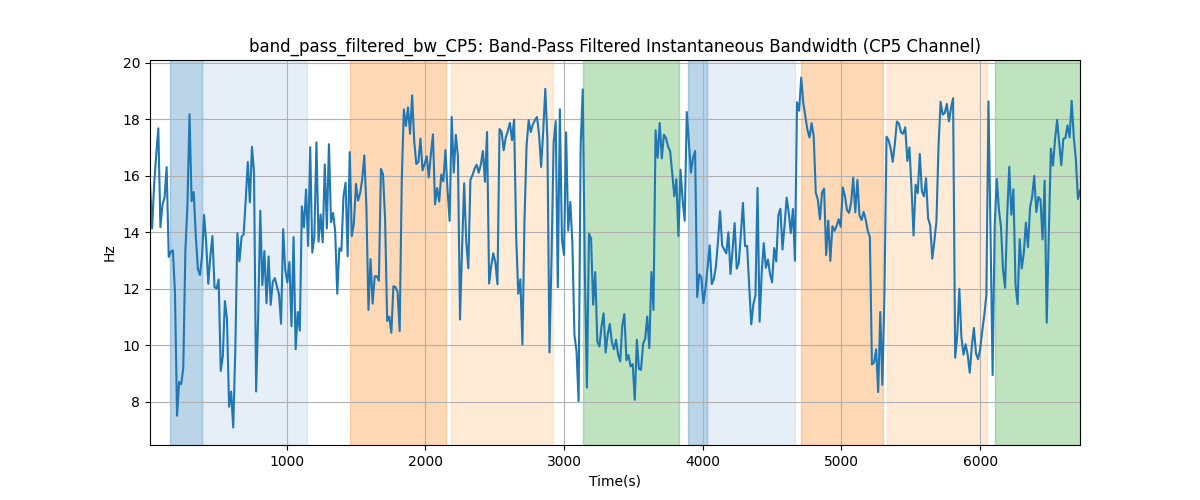 band_pass_filtered_bw_CP5: Band-Pass Filtered Instantaneous Bandwidth (CP5 Channel)
20
18
16
14
12
10
8
Hz
1000 2000 3000 4000 5000 6000
Time(s)